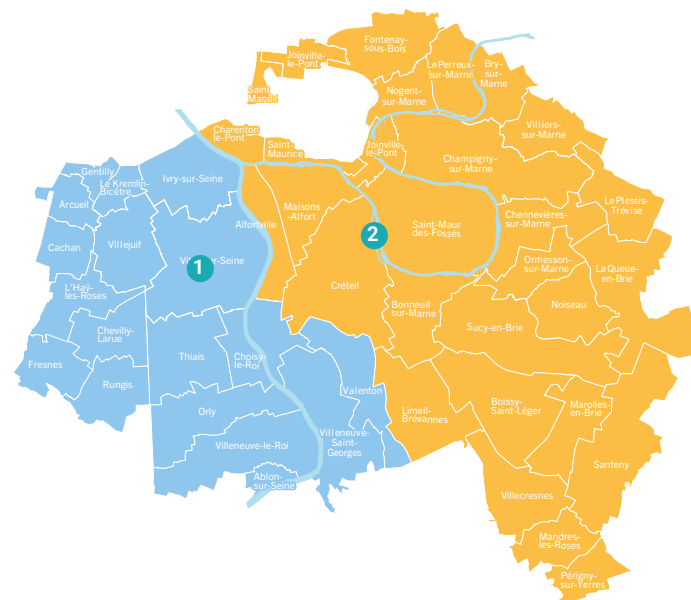 Fontenay-
sous-Bois
Joinville-
le-Pont
Le Perreux-
sur-Marne
Bry-
sur-
Marne
Saint
Mandé
Nogent-
sur-Marne
Villiers-
sur-Marne
Charenton
le-Pont
Saint-
Maurice
Joinville-
le-Pont
Champigny-
sur-Marne
Gentilly
Le Kremlin-
Bicêtre
Ivry-sur-Seine
Arcueil
Maisons
-Alfort
Le Plessis-
Trévise
Alfortville
Saint-Maur
des-Fossés
Chennevières-
sur-Marne
Cachan
Villejuif
2
1
Ormesson-
sur-Marne
La Queue-
en-Brie
L'Haÿ
les-Roses
Créteil
Bonneuil
sur-Marne
Noiseau
Chevilly-
Larue
Sucy-en-Brie
Thiais
Choisy-
le-Roi
Fresnes
Rungis
Valenton
Boissy-
Saint-Léger
Marolles-
en-Brie
Limeil-
Brévannes
Orly
Villeneuve-le-Roi
Villeneuve-
Saint-
Georges
Santeny
Ablon-
sur-Seine
Villecresnes
Mandres-
les-Roses
Périgny-
sur-Yerres